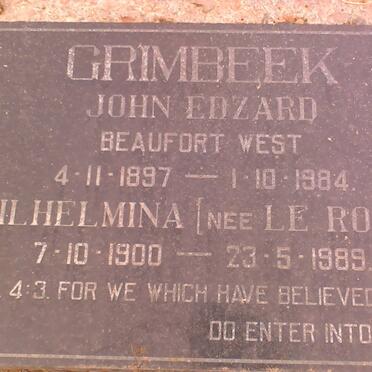 GRIMBEEK
JOHN EDZARD
BEAUFORT WEST
4-11-1897 — 1-10-1984.
ILHELMINA [NEE LE RO
7-10-1900 — 23-5-1989.
. 4:3. FOR WE WHICH HAVE BELIEVED
DO ENTER INTO